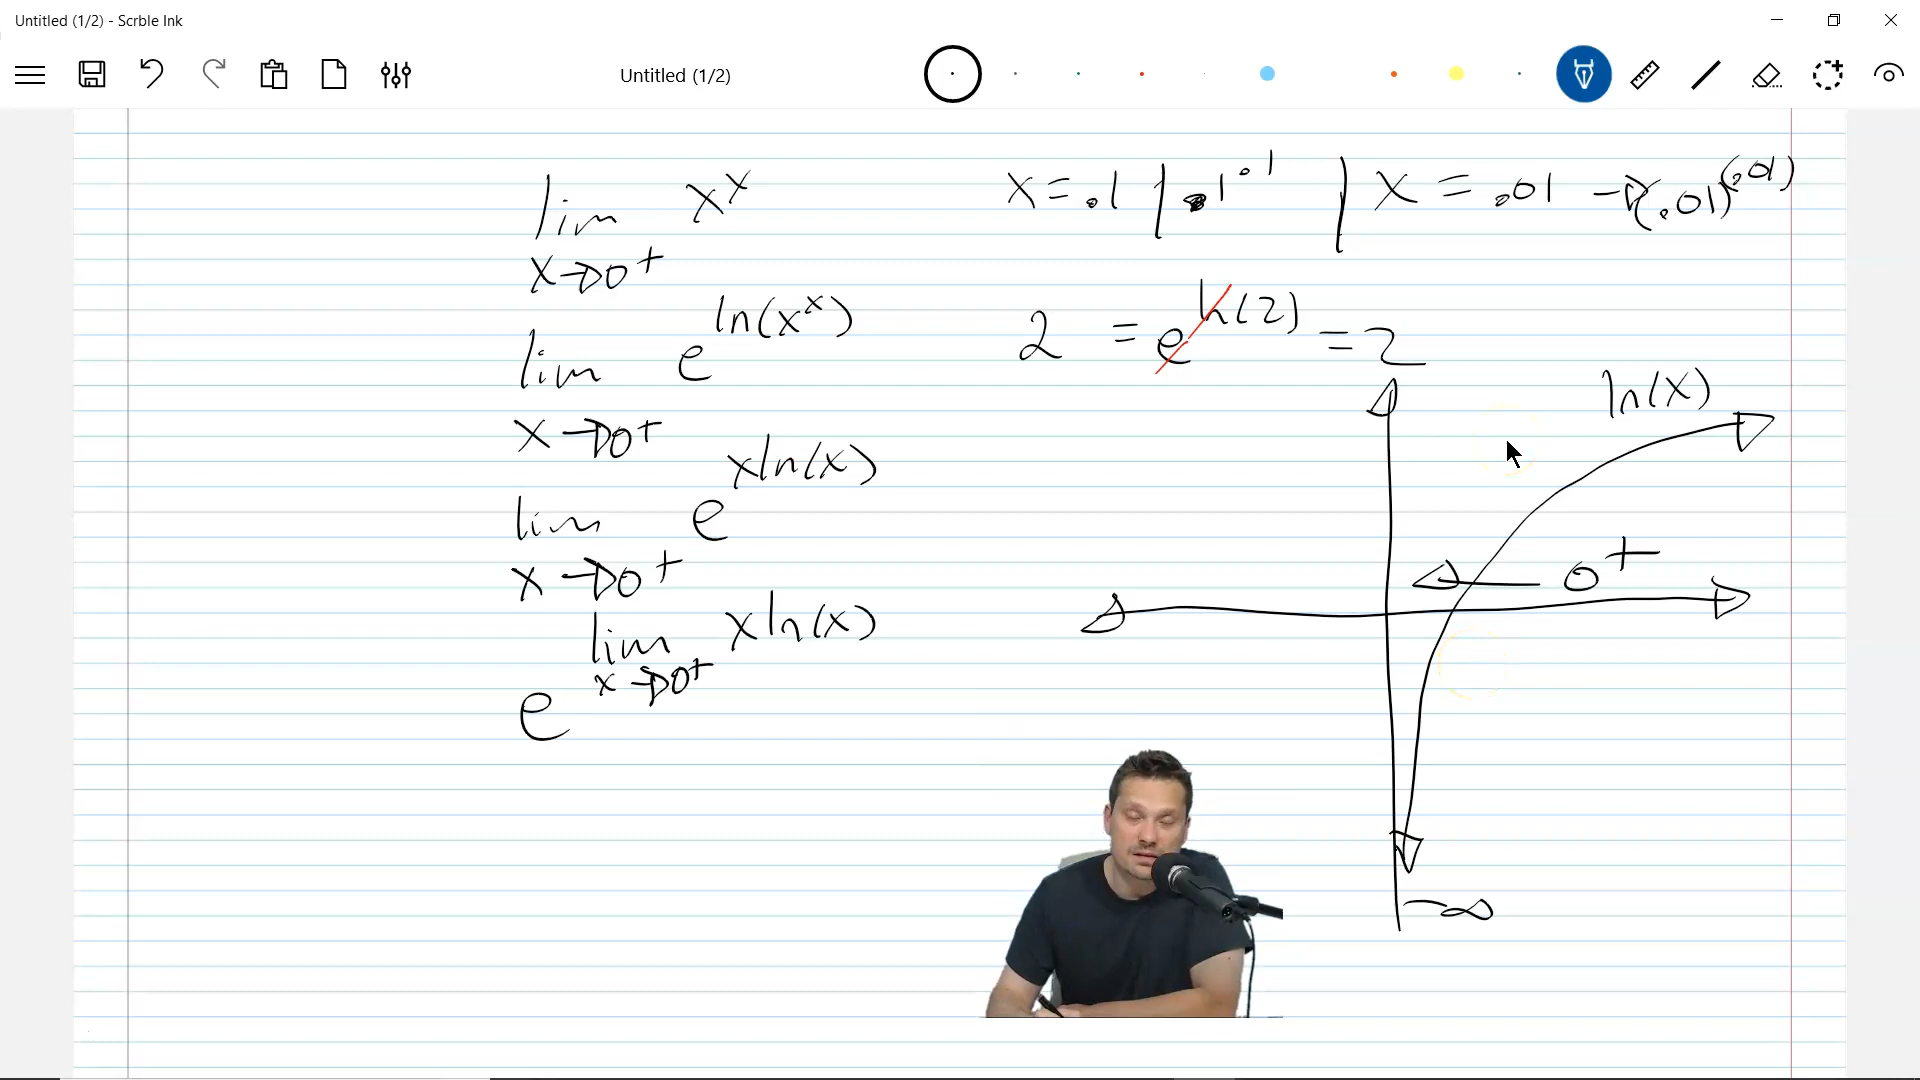 Untitled (1/2) - Scrble Ink
Untitled (1/2)
lim x^x
x→0⁺
x = .1 | .1^.1 | x = .01 → (.01)^(.01)
lim e^ln(x^x)
x→0⁺
2 = e^ln(2) = 2
lim e^xln(x)
x→0⁺
lim xln(x)
x→0⁺
e
ln(x)
0⁺
-∞